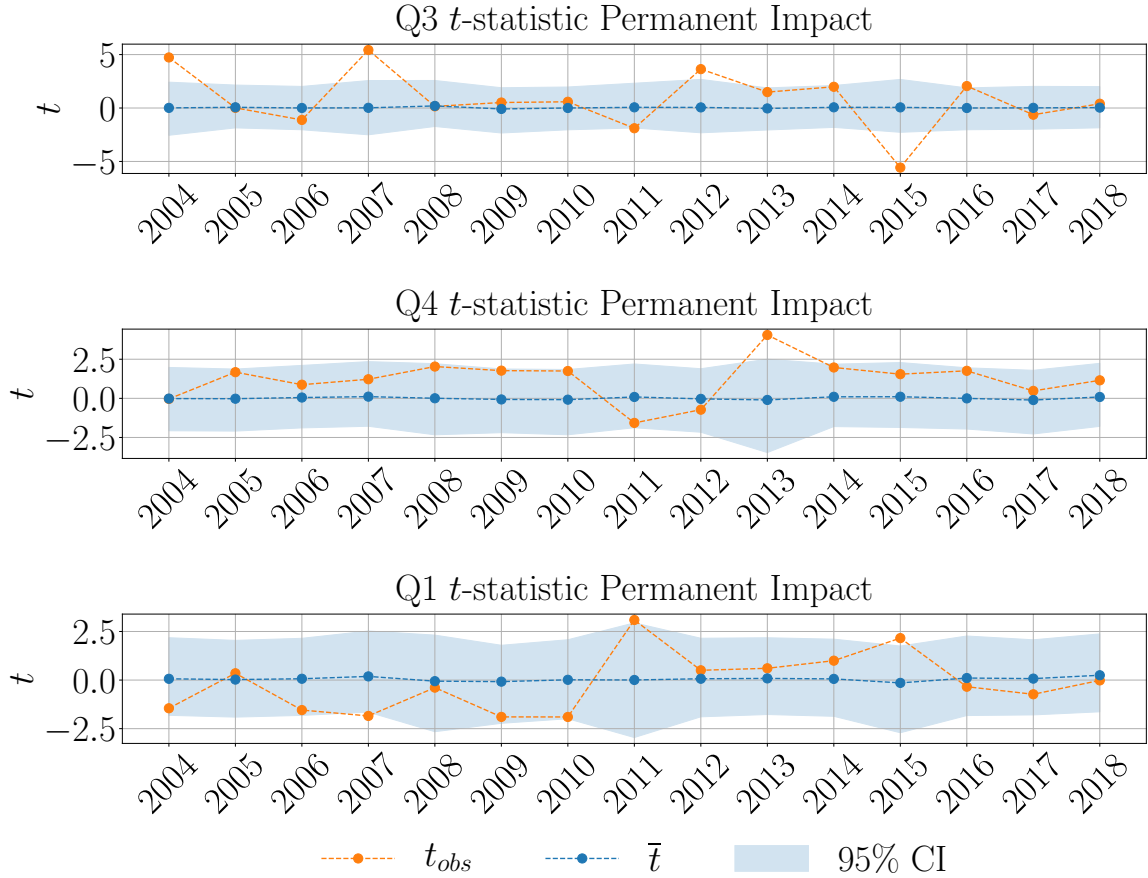 Q3 t-statistic Permanent Impact
5
0
−5
t
2004 2005 2006 2007 2008 2009 2010 2011 2012 2013 2014 2015 2016 2017 2018
Q4 t-statistic Permanent Impact
2.5
0.0
−2.5
t
2004 2005 2006 2007 2008 2009 2010 2011 2012 2013 2014 2015 2016 2017 2018
Q1 t-statistic Permanent Impact
2.5
0.0
−2.5
t
2004 2005 2006 2007 2008 2009 2010 2011 2012 2013 2014 2015 2016 2017 2018
t_obs t̄ 95% CI